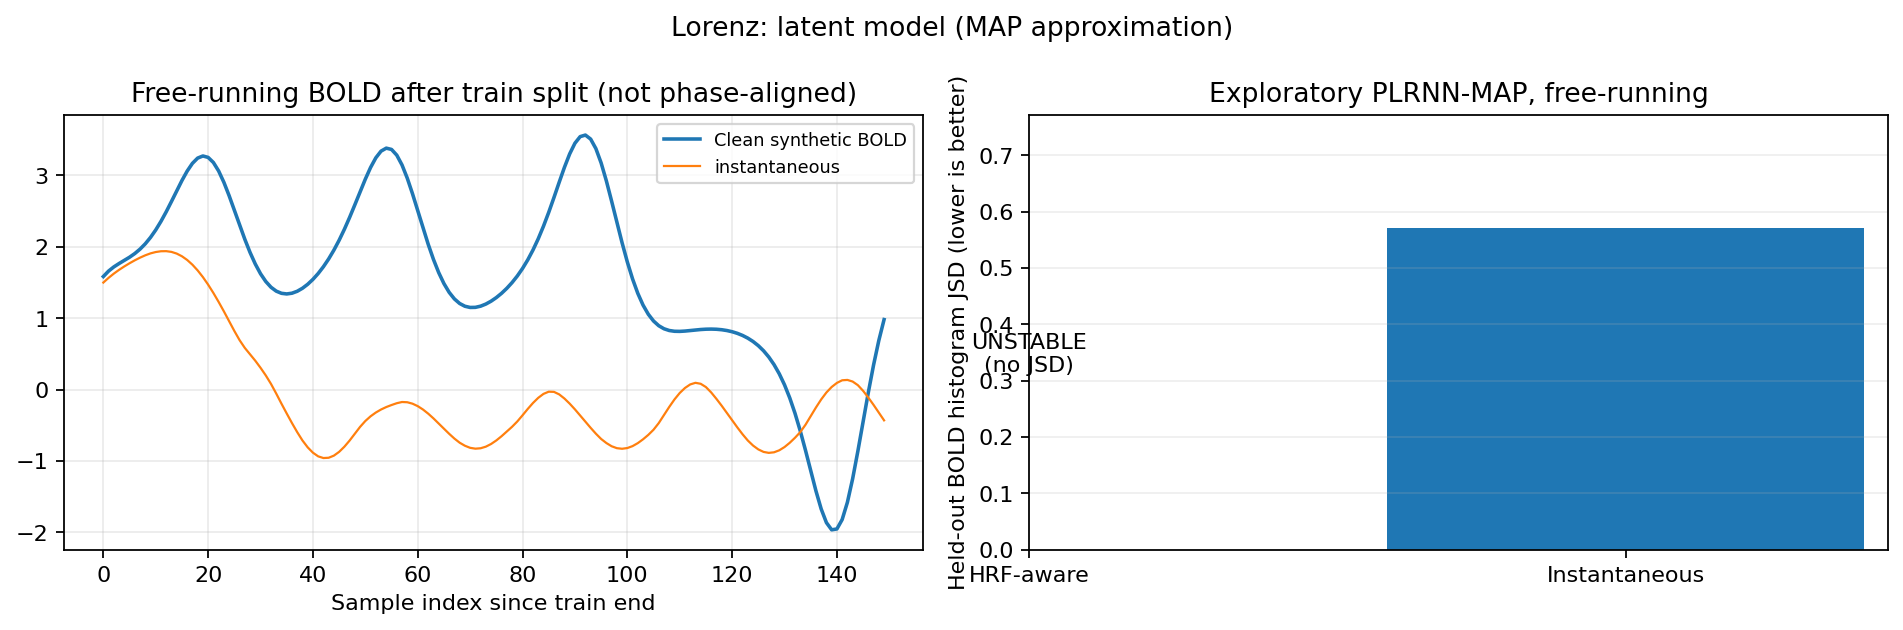 Lorenz: latent model (MAP approximation)
Free-running BOLD after train split (not phase-aligned)
Clean synthetic BOLD
instantaneous
3
2
1
0
−1
−2
0 20 40 60 80 100 120 140
Sample index since train end
Exploratory PLRNN-MAP, free-running
Held-out BOLD histogram JSD (lower is better)
0.7
0.6
0.5
0.4
UNSTABLE
(no JSD)
0.3
0.2
0.1
0.0
HRF-aware Instantaneous